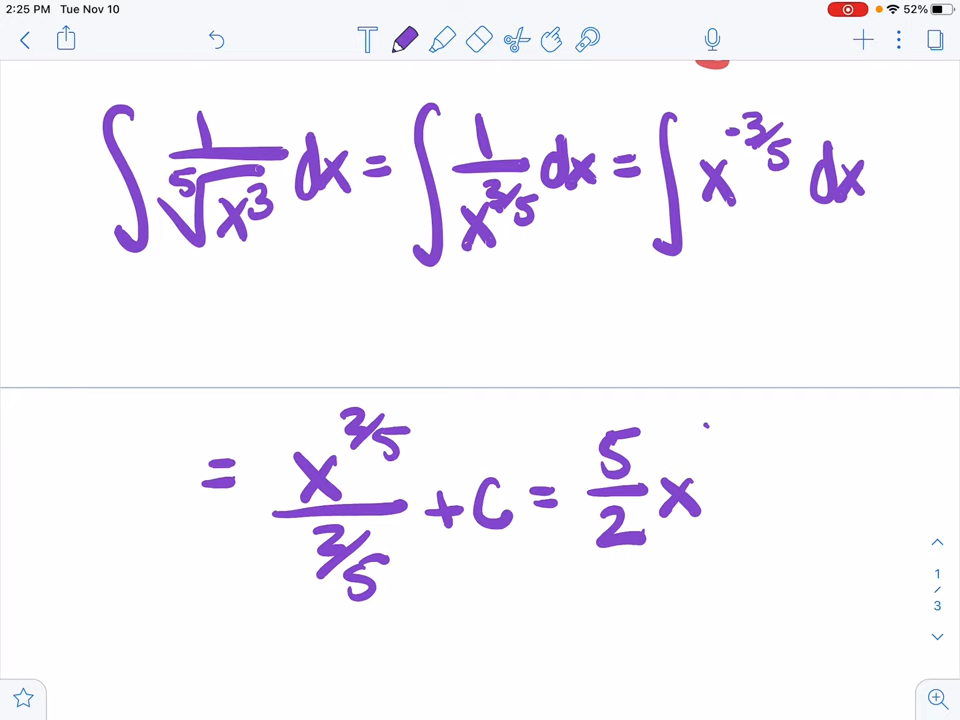 2:25 PM Tue Nov 10 52%
T
∫ 1/⁵√x³ dx = ∫ 1/x^(3/5) dx = ∫ x^(-3/5) dx
= x^(2/5)/(2/5) + C = 5/2 x
1
/
3